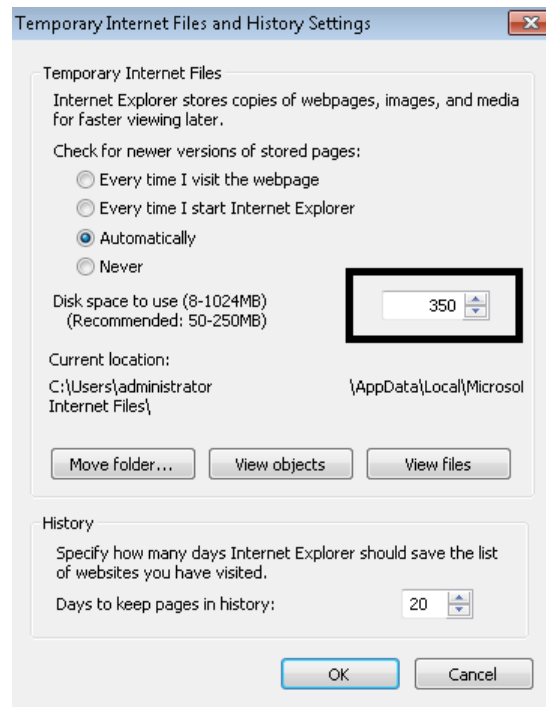 Temporary Internet Files and History Settings
Temporary Internet Files
Internet Explorer stores copies of webpages, images, and media
for faster viewing later.
Check for newer versions of stored pages:
Every time I visit the webpage
Every time I start Internet Explorer
Automatically
Never
Disk space to use (8-1024MB) 350
(Recommended: 50-250MB)
Current location:
C:\Users\administrator \AppData\Local\Microsol
Internet Files\
Move folder... View objects View files
History
Specify how many days Internet Explorer should save the list
of websites you have visited.
Days to keep pages in history: 20
OK Cancel